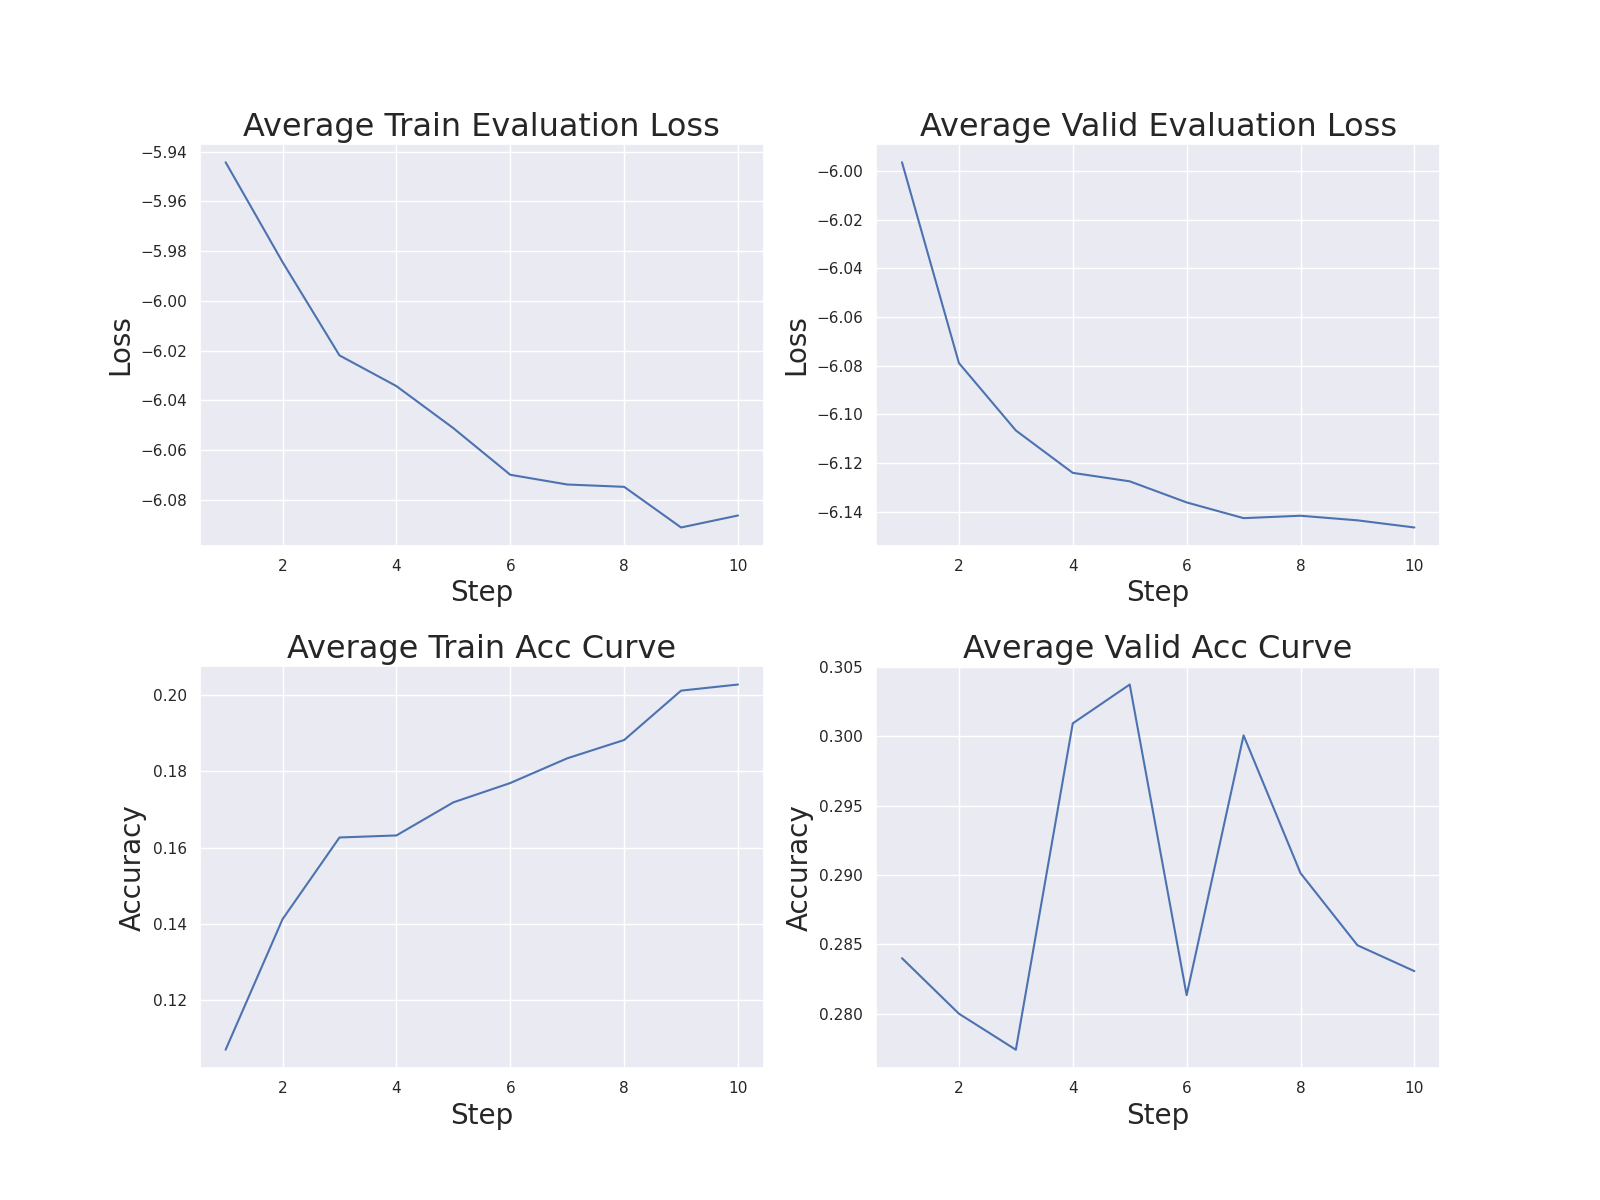 Average Train Evaluation Loss
−5.94
−5.96
−5.98
−6.00
−6.02
−6.04
−6.06
−6.08
Loss
2 4 6 8 10
Step
Average Valid Evaluation Loss
−6.00
−6.02
−6.04
−6.06
−6.08
−6.10
−6.12
−6.14
Loss
2 4 6 8 10
Step
Average Train Acc Curve
0.20
0.18
0.16
0.14
0.12
Accuracy
2 4 6 8 10
Step
Average Valid Acc Curve
0.305
0.300
0.295
0.290
0.285
0.280
Accuracy
2 4 6 8 10
Step